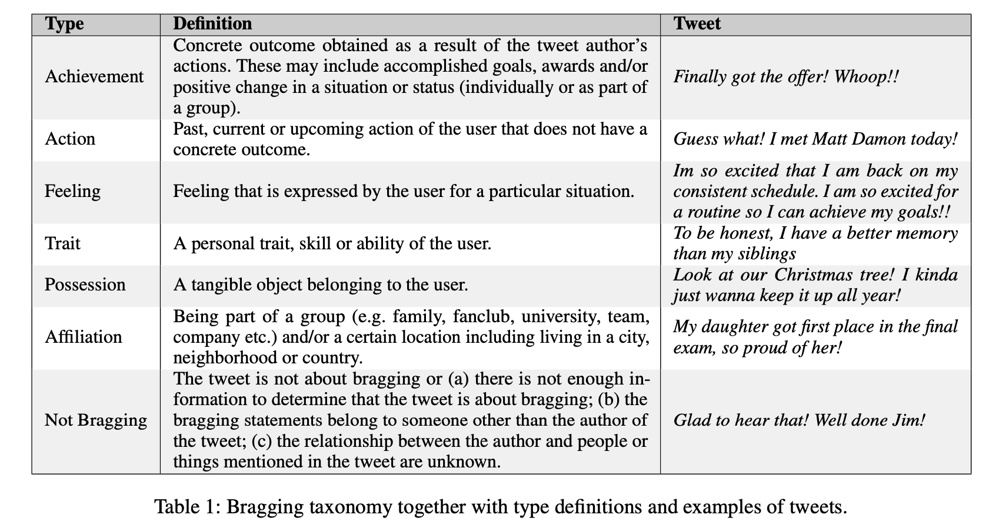 Type Definition Tweet
Achievement
Concrete outcome obtained as a result of the tweet author's
actions. These may include accomplished goals, awards and/or
positive change in a situation or status (individually or as part of
a group).
Finally got the offer! Whoop!!
Action
Past, current or upcoming action of the user that does not have a
concrete outcome.
Guess what! I met Matt Damon today!
Feeling
Feeling that is expressed by the user for a particular situation.
Im so excited that I am back on my
consistent schedule. I am so excited for
a routine so I can achieve my goals!!
Trait
A personal trait, skill or ability of the user.
To be honest, I have a better memory
than my siblings
Possession
A tangible object belonging to the user.
Look at our Christmas tree! I kinda
just wanna keep it up all year!
Affiliation
Being part of a group (e.g. family, fanclub, university, team,
company etc.) and/or a certain location including living in a city,
neighborhood or country.
My daughter got first place in the final
exam, so proud of her!
Not Bragging
The tweet is not about bragging or (a) there is not enough in-
formation to determine that the tweet is about bragging; (b) the
bragging statements belong to someone other than the author of
the tweet; (c) the relationship between the author and people or
things mentioned in the tweet are unknown.
Glad to hear that! Well done Jim!
Table 1: Bragging taxonomy together with type definitions and examples of tweets.